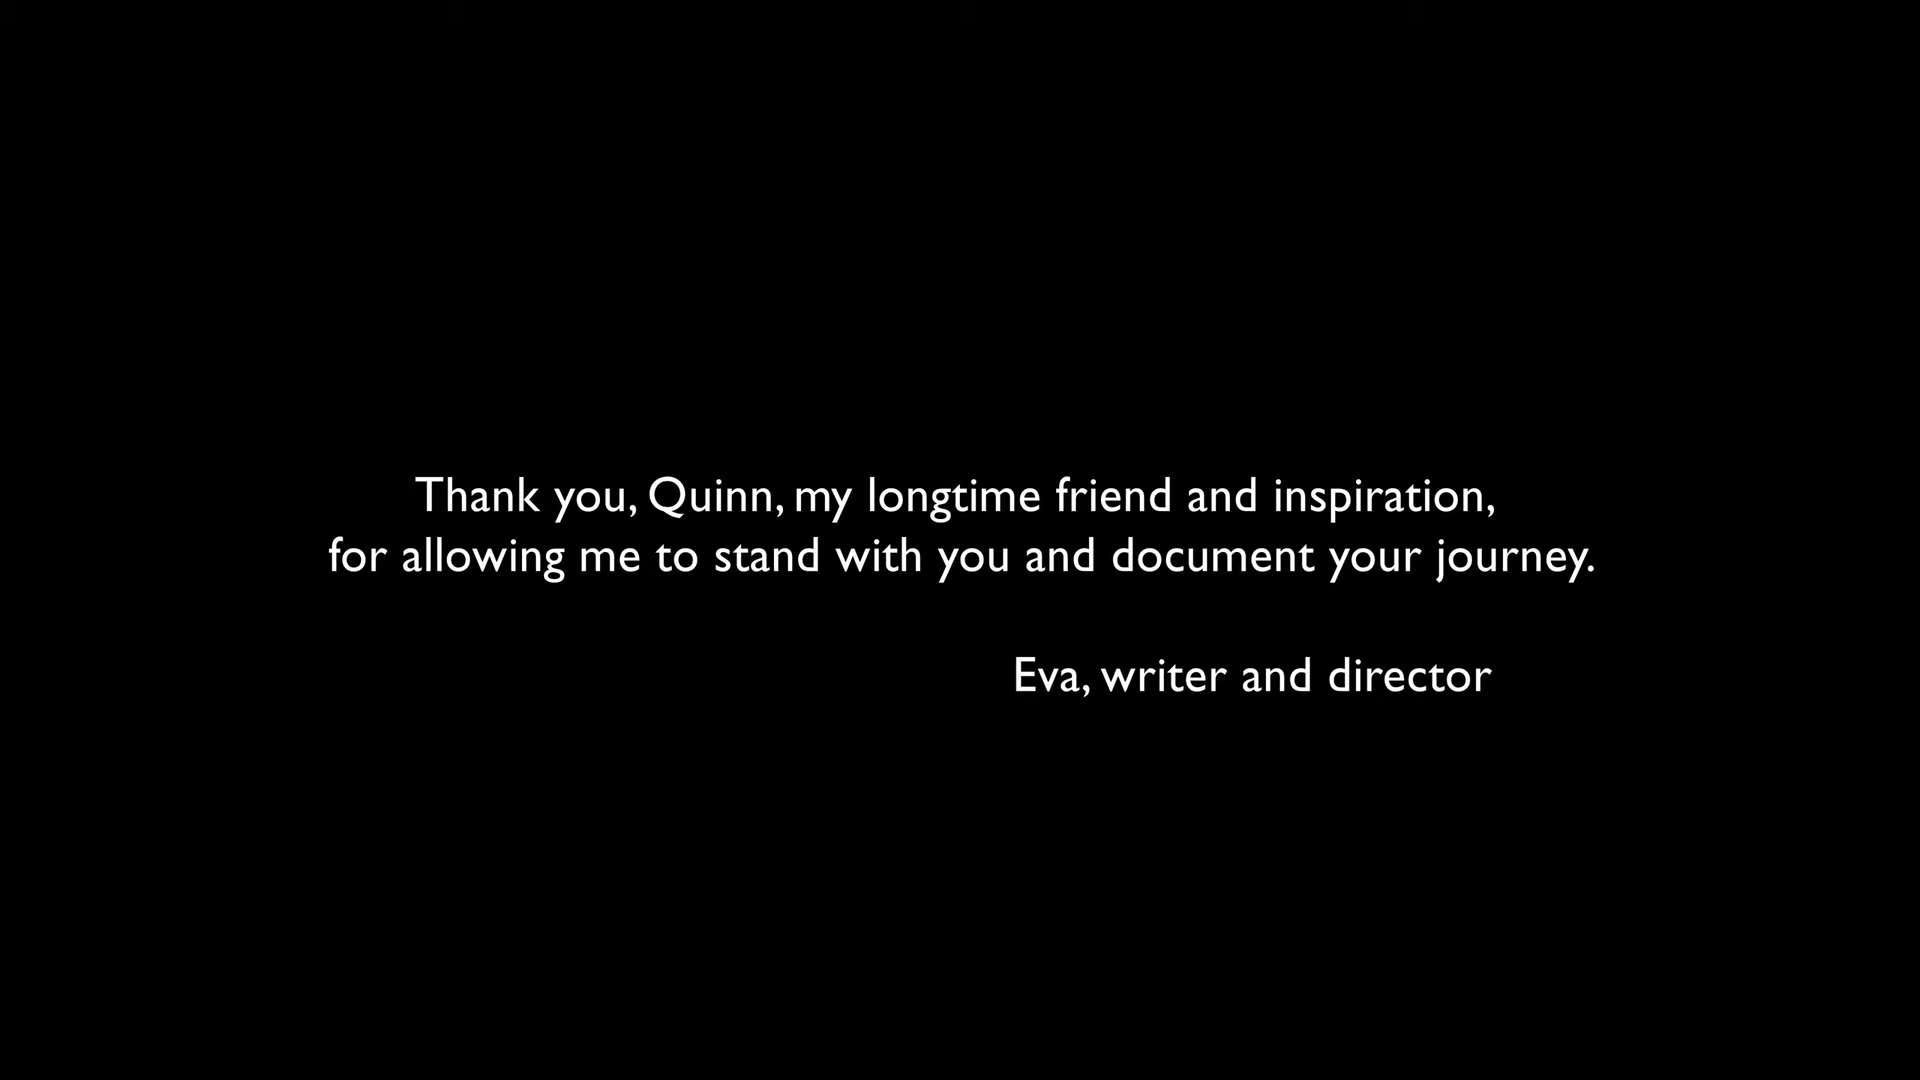 Thank you, Quinn, my longtime friend and inspiration,
for allowing me to stand with you and document your journey.
Eva, writer and director